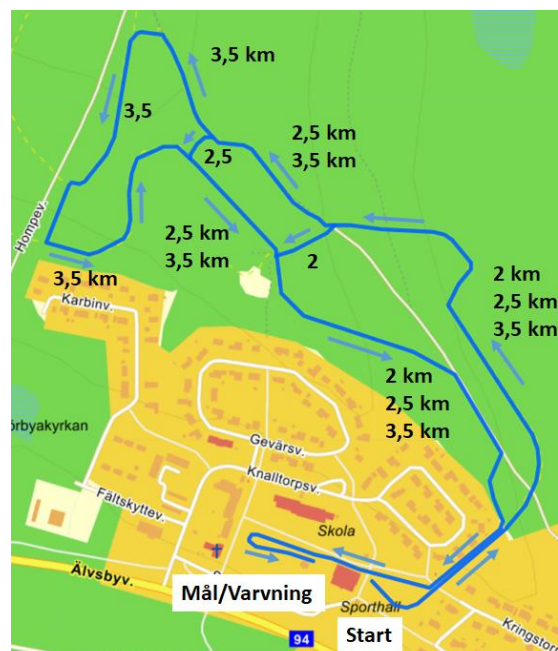 3,5 km
3,5
2,5 km
3,5 km
2,5
Hompev.
2,5 km
3,5 km
2
2 km
2,5 km
3,5 km
3,5 km
Karbinv.
2 km
2,5 km
3,5 km
örbyakyrkan
Gevärsv.
Knalltorpsv.
Fältskyttev.
Skola
Älvsbyv.
Mål/Varvning
Sporthall
94
Start
Kringstor